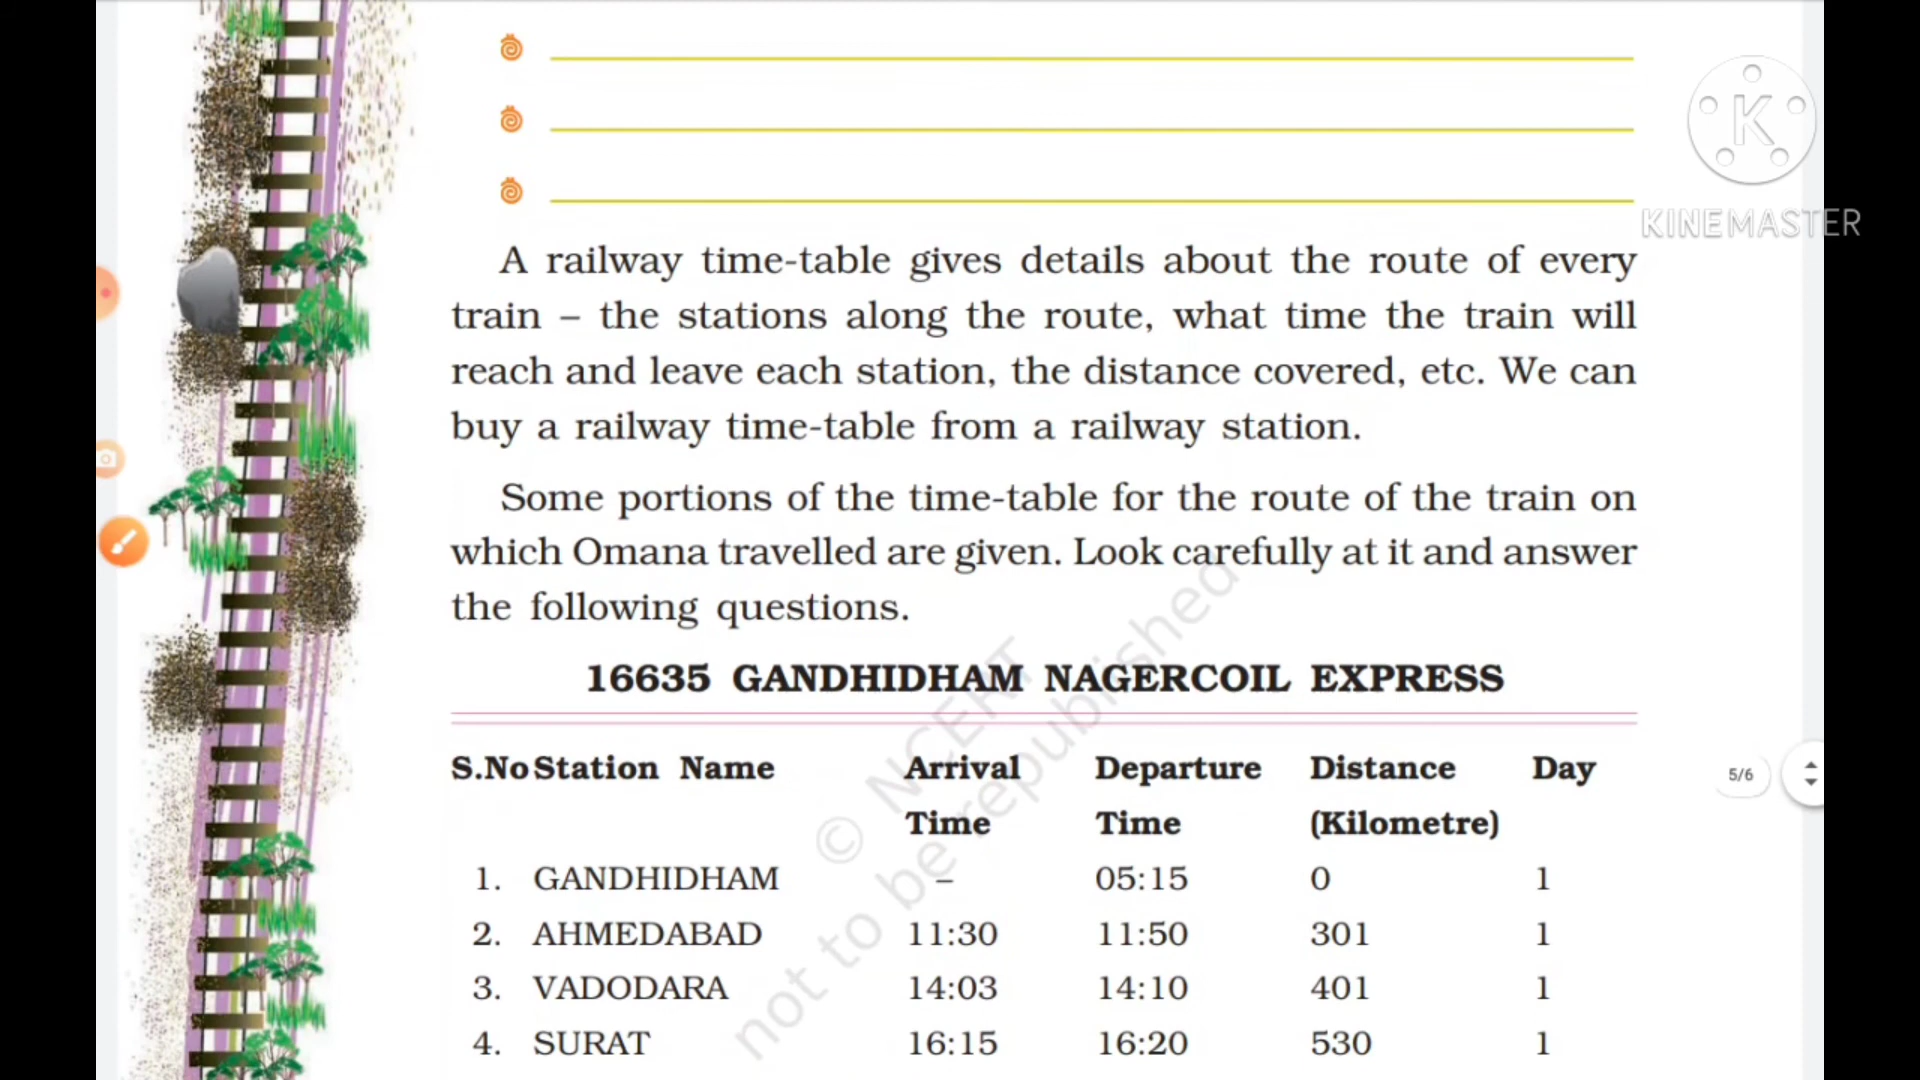 A railway time-table gives details about the route of every
train – the stations along the route, what time the train will
reach and leave each station, the distance covered, etc. We can
buy a railway time-table from a railway station.
Some portions of the time-table for the route of the train on
which Omana travelled are given. Look carefully at it and answer
the following questions.
16635 GANDHIDHAM NAGERCOIL EXPRESS
S.No Station Name Arrival Departure Distance Day
Time Time (Kilometre)
1. GANDHIDHAM – 05:15 0 1
2. AHMEDABAD 11:30 11:50 301 1
3. VADODARA 14:03 14:10 401 1
4. SURAT 16:15 16:20 530 1
© NCERT
not to be republished
K
KINEMASTER
5/6